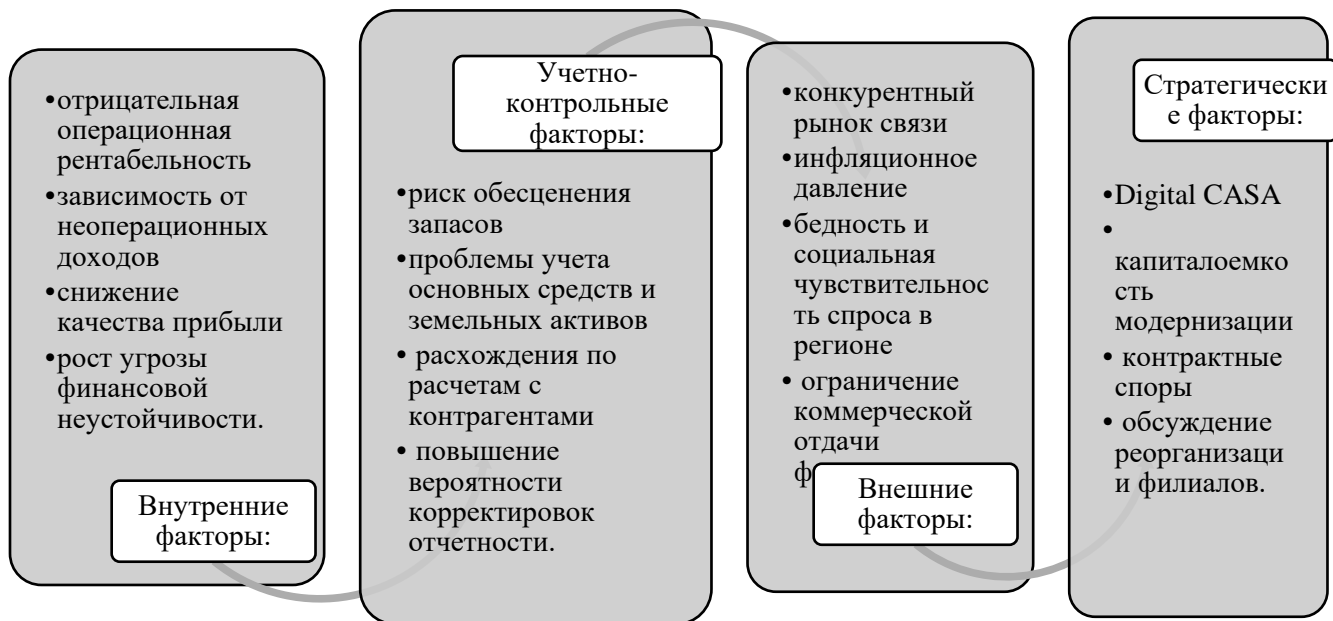 •отрицательная
операционная
рентабельность
•зависимость от
неоперационных
доходов
•снижение
качества прибыли
•рост угрозы
финансовой
неустойчивости.
Внутренние
факторы:
Учетно-
контрольные
факторы:
•риск обесценения
запасов
•проблемы учета
основных средств и
земельных активов
• расхождения по
расчетам с
контрагентами
• повышение
вероятности
корректировок
отчетности.
•конкурентный
рынок связи
•инфляционное
давление
•бедность и
социальная
чувствительнос
ть спроса в
регионе
• ограничение
коммерческой
отдачи
Внешние
факторы:
Стратегически
е факторы:
•Digital CASA
•
капиталоемко
сть
модернизации
• контрактные
споры
• обсуждение
реорганизаци
и филиалов.